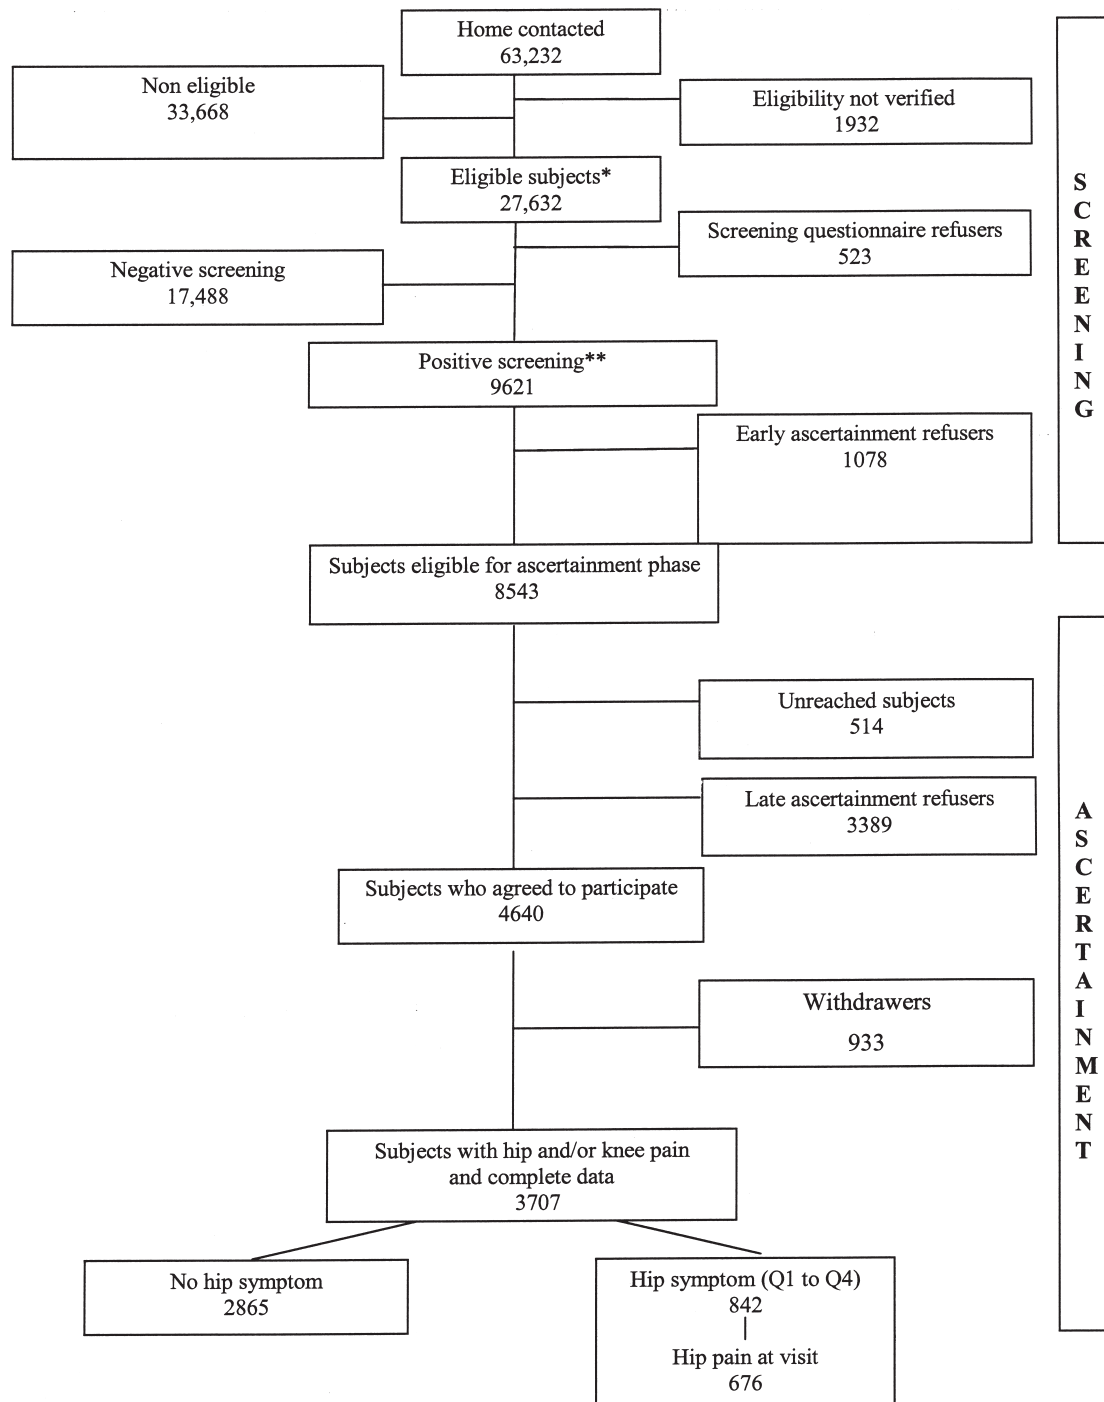 Home contacted
63,232
Non eligible
33,668
Eligibility not verified
1932
Eligible subjects*
27,632
Screening questionnaire refusers
523
Negative screening
17,488
Positive screening**
9621
Early ascertainment refusers
1078
Subjects eligible for ascertainment phase
8543
SCREENING
Unreached subjects
514
Late ascertainment refusers
3389
Subjects who agreed to participate
4640
Withdrawers
933
Subjects with hip and/or knee pain
and complete data
3707
No hip symptom
2865
Hip symptom (Q1 to Q4)
842
Hip pain at visit
676
ASCERTAINMENT